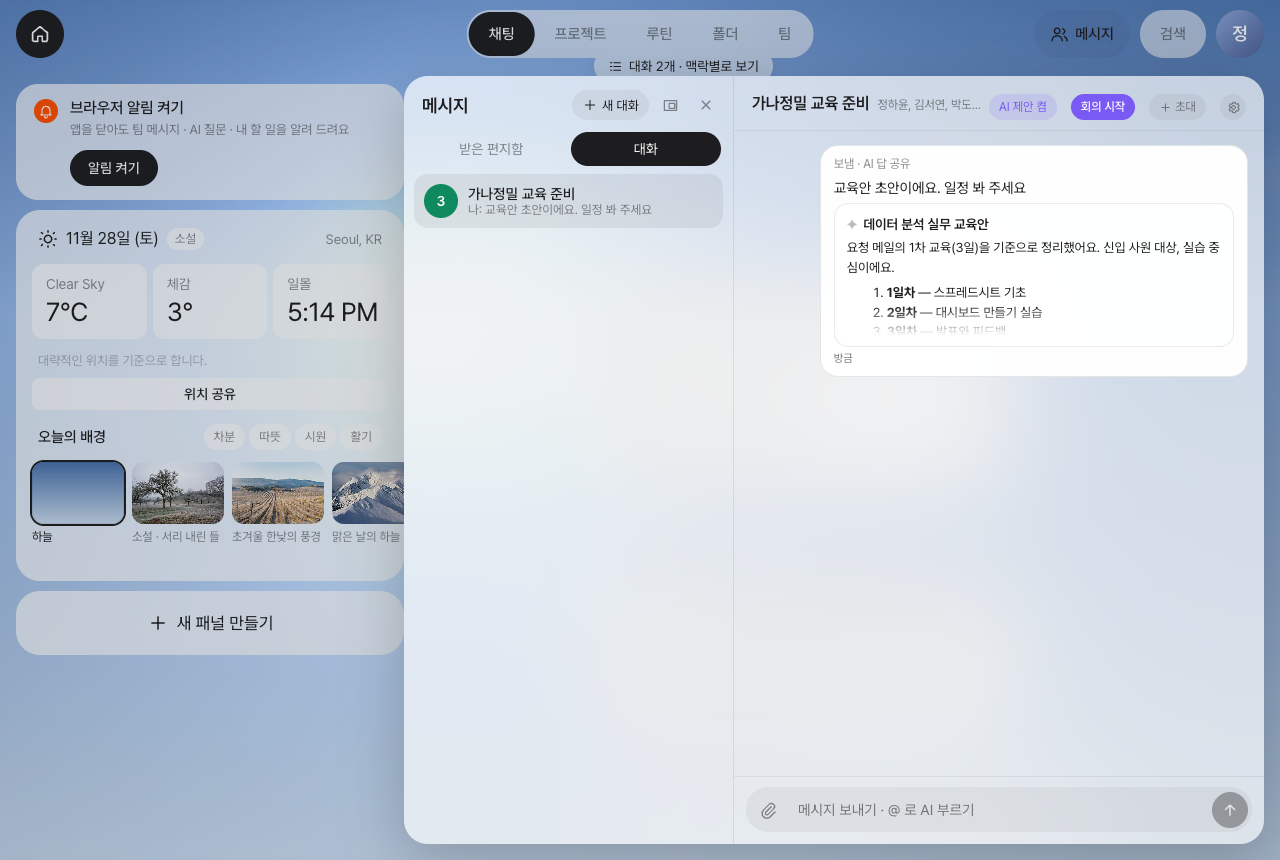 채팅
프로젝트
루틴
폴더
팀
메시지
검색
정
대화 2개 · 맥락별로 보기
브라우저 알림 켜기
앱을 닫아도 팀 메시지 · AI 질문 · 내 할 일을 알려 드려요
알림 켜기
11월 28일 (토)
소설
Seoul, KR
Clear Sky
7°C
체감
3°
일몰
5:14 PM
대략적인 위치를 기준으로 합니다.
위치 공유
오늘의 배경
차분
따뜻
시원
활기
하늘
소설 · 서리 내린 들
초겨울 한낮의 풍경
맑은 날의 하늘
+ 새 패널 만들기
메시지
+ 새 대화
받은 편지함
대화
3
가나정밀 교육 준비
나: 교육안 초안이에요. 일정 봐 주세요
가나정밀 교육 준비
정하윤, 김서연, 박도...
AI 제안 켬
회의 시작
+ 초대
보냄 · AI 답 공유
교육안 초안이에요. 일정 봐 주세요
데이터 분석 실무 교육안
요청 메일의 1차 교육(3일)을 기준으로 정리했어요. 신입 사원 대상, 실습 중
심이에요.
1. 1일차 — 스프레드시트 기초
2. 2일차 — 대시보드 만들기 실습
3. 3일차 — 발표와 피드백
방금
메시지 보내기 · @ 로 AI 부르기